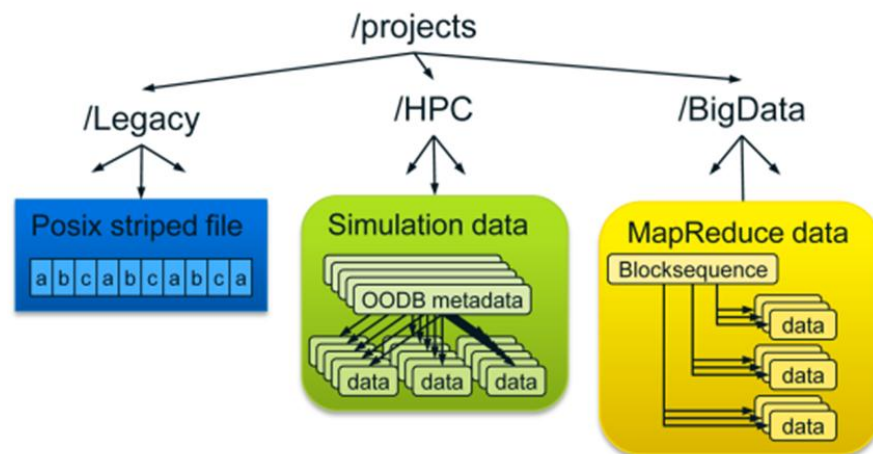 /projects
/Legacy
/HPC
/BigData
Posix striped file
a b c a b c a b c a
Simulation data
OODB metadata
data data data
MapReduce data
Blocksequence
data
data
data